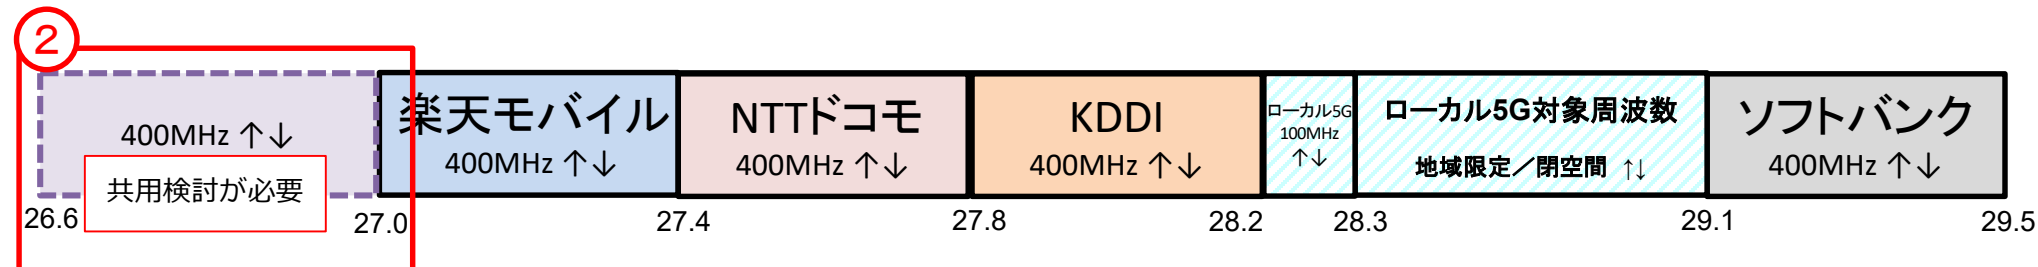 ②
400MHz ↑↓
共用検討が必要
楽天モバイル
400MHz ↑↓
NTTドコモ
400MHz ↑↓
KDDI
400MHz ↑↓
ローカル5G
100MHz
↑↓
ローカル5G対象周波数
地域限定／閉空間 ↑↓
ソフトバンク
400MHz ↑↓
26.6
27.0
27.4
27.8
28.2
28.3
29.1
29.5